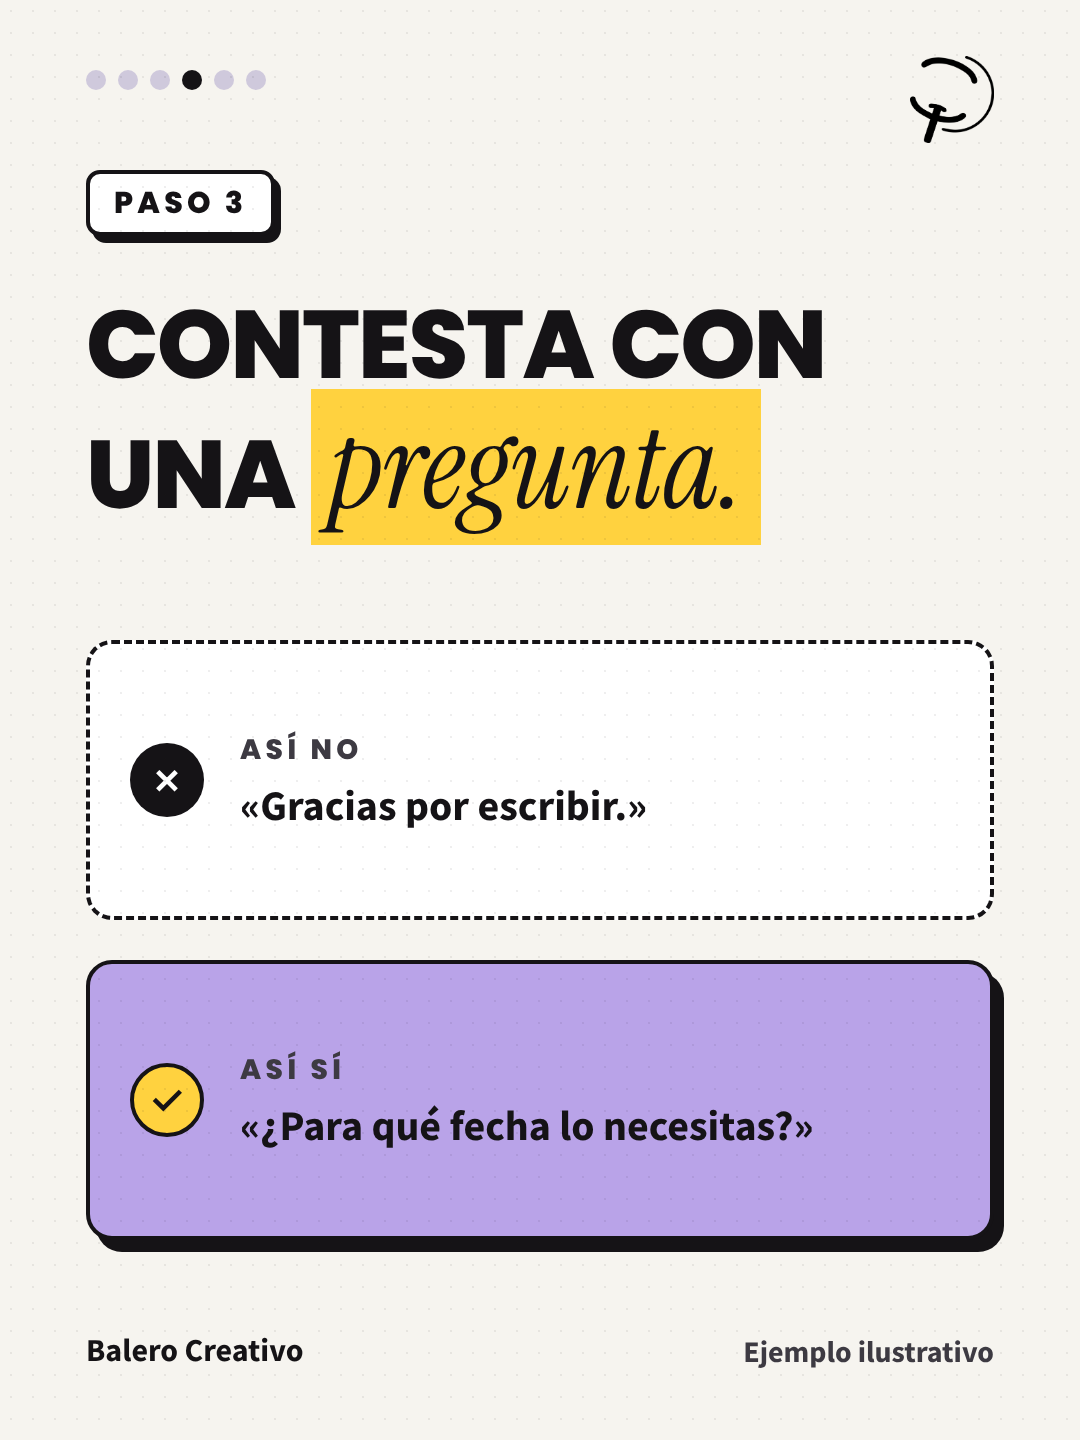 PASO 3
CONTESTA CON
UNA pregunta.
ASÍ NO
«Gracias por escribir.»
ASÍ SÍ
«¿Para qué fecha lo necesitas?»
Balero Creativo
Ejemplo ilustrativo